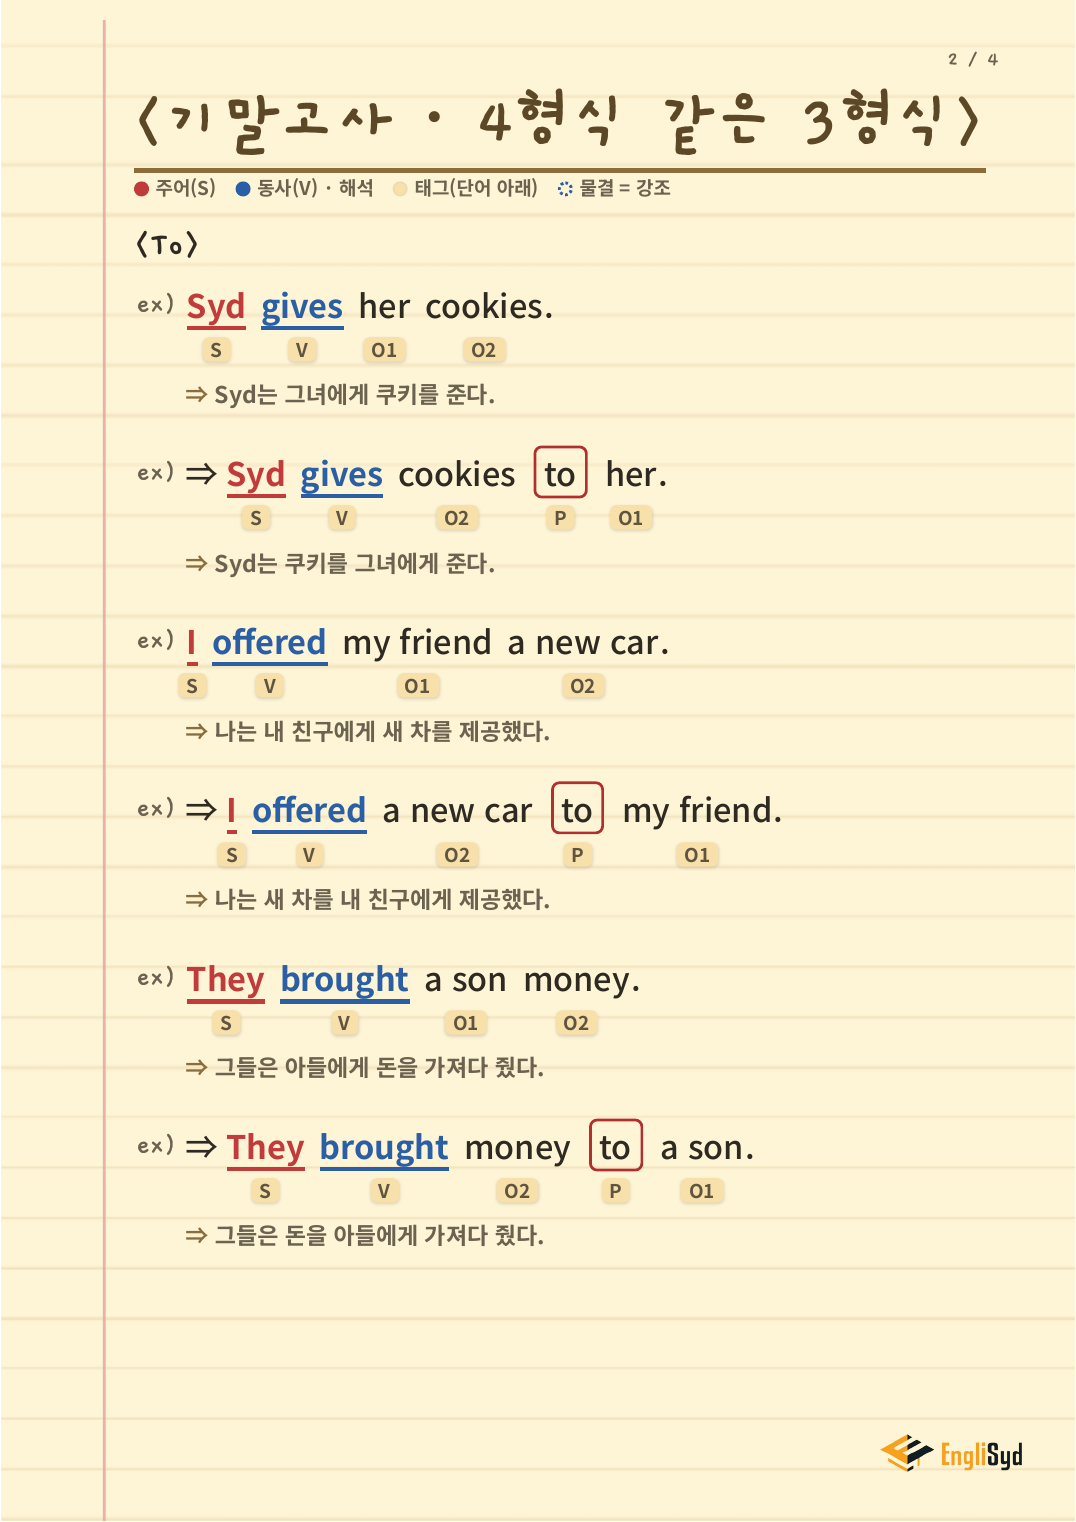 2 / 4
<기말고사 · 4형식 같은 3형식>
주어(S) 동사(V) · 해석 태그(단어 아래) 물결 = 강조
<To>
ex) Syd gives her cookies.
S V O1 O2
⇒ Syd는 그녀에게 쿠키를 준다.
ex) ⇒ Syd gives cookies to her.
S V O2 P O1
⇒ Syd는 쿠키를 그녀에게 준다.
ex) I offered my friend a new car.
S V O1 O2
⇒ 나는 내 친구에게 새 차를 제공했다.
ex) ⇒ I offered a new car to my friend.
S V O2 P O1
⇒ 나는 새 차를 내 친구에게 제공했다.
ex) They brought a son money.
S V O1 O2
⇒ 그들은 아들에게 돈을 가져다 줬다.
ex) ⇒ They brought money to a son.
S V O2 P O1
⇒ 그들은 돈을 아들에게 가져다 줬다.
EngliSyd